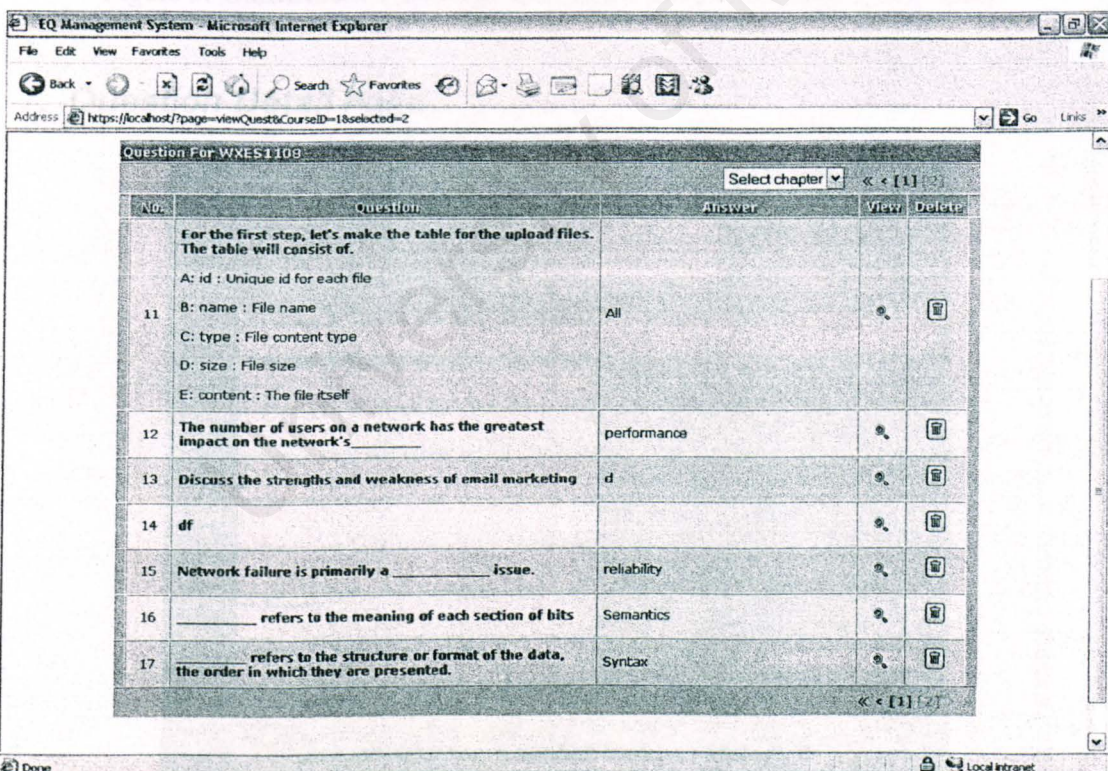 EQ Management System - Microsoft Internet Explorer
File Edit View Favorites Tools Help
Back Search Favorites
Address https://localhost/?page=viewQuest&CourseID=1&selected=2 Go Links »
Question For WXES1108
Select chapter « < [1] [2]
No. Question Answer View Delete
For the first step, let's make the table for the upload files.
The table will consist of.
A: id : Unique id for each file
11 B: name : File name All
C: type : File content type
D: size : File size
E: content : The file itself
12 The number of users on a network has the greatest
impact on the network's________ performance
13 Discuss the strengths and weakness of email marketing d
14 df
15 Network failure is primarily a ___________ issue. reliability
16 _________ refers to the meaning of each section of bits Semantics
17 ________ refers to the structure or format of the data,
the order in which they are presented. Syntax
« < [1] [2]
Done Local intranet